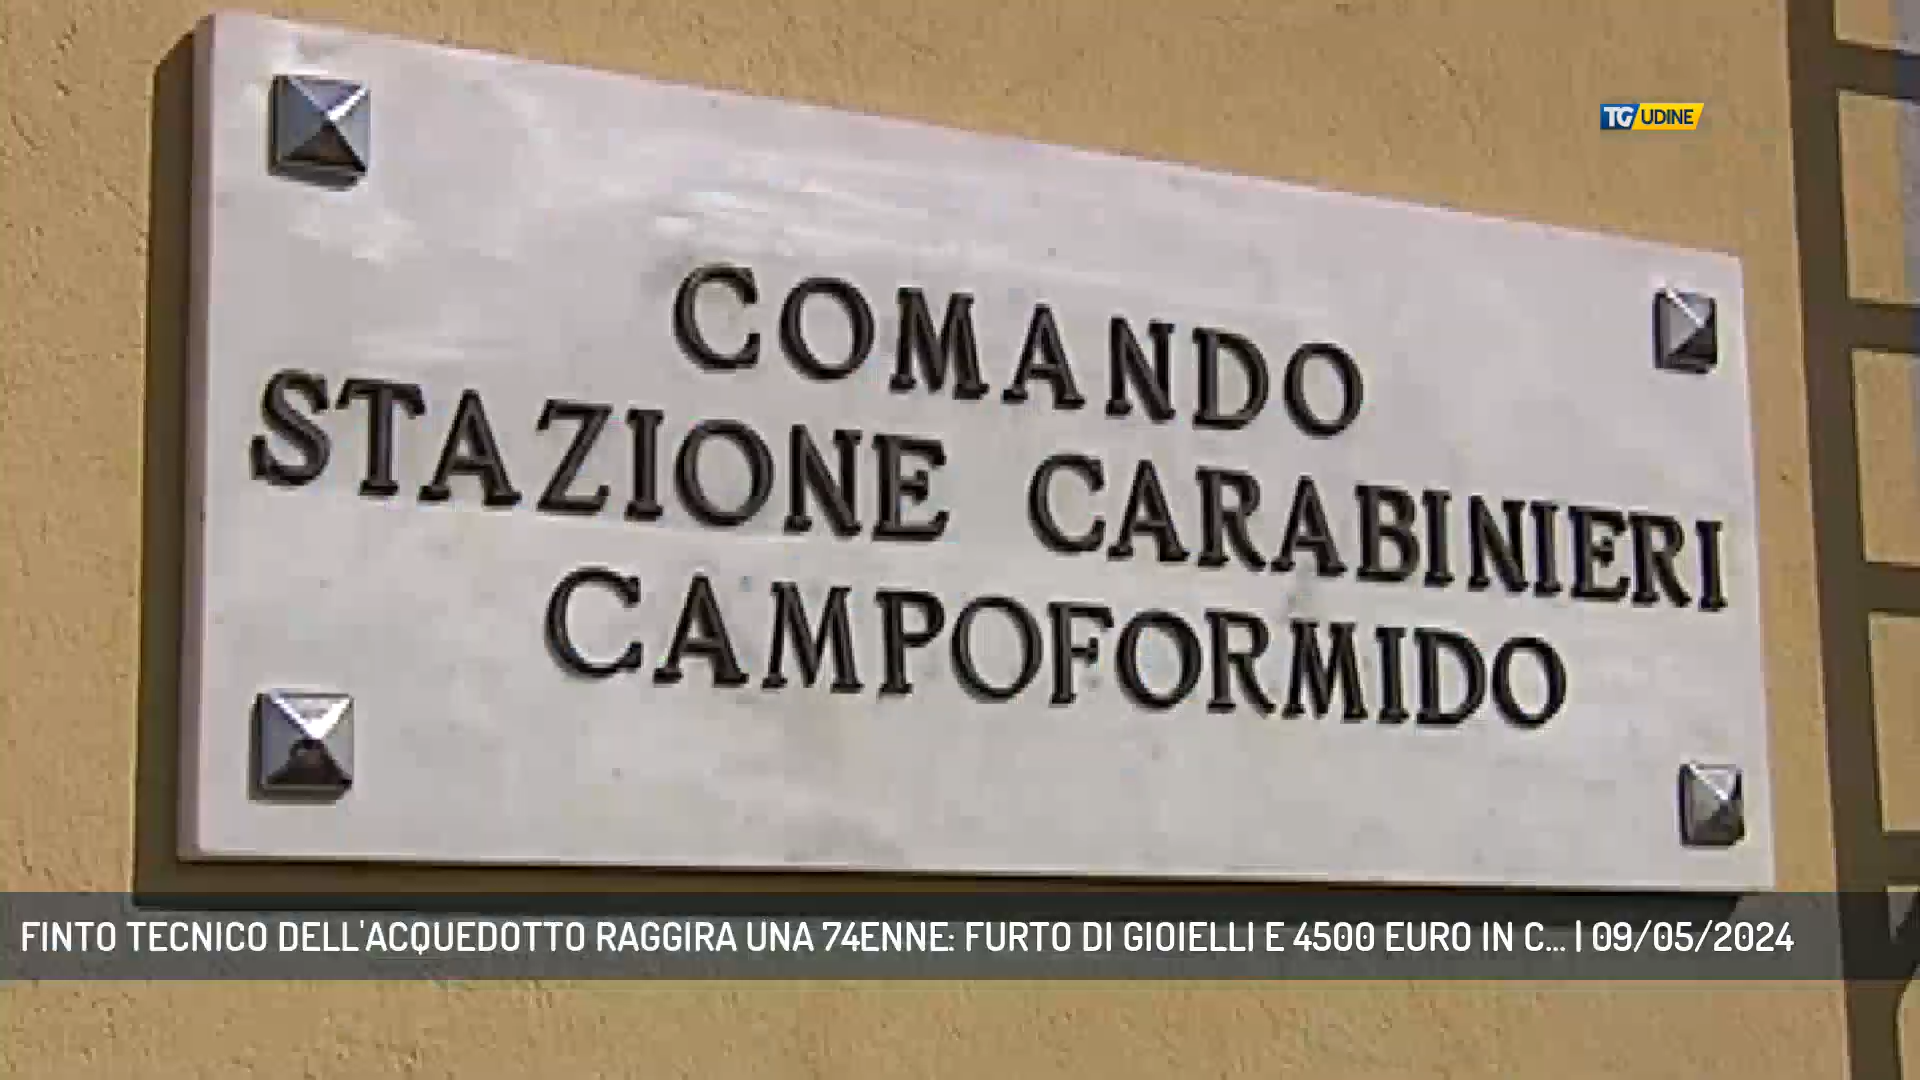 TG UDINE
COMANDO
STAZIONE CARABINIERI
CAMPOFORMIDO
FINTO TECNICO DELL'ACQUEDOTTO RAGGIRA UNA 74ENNE: FURTO DI GIOIELLI E 4500 EURO IN C... | 09/05/2024